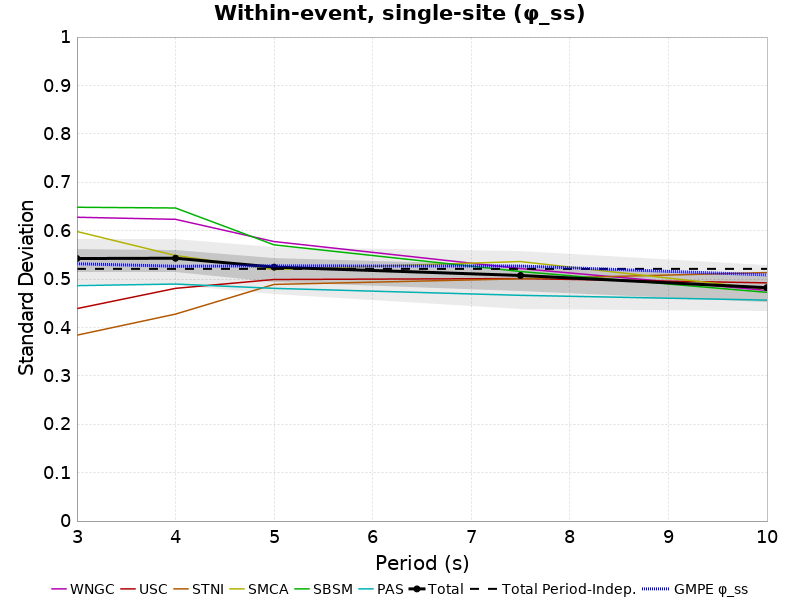 Within-event, single-site (φ_ss)
1
0.9
0.8
0.7
0.6
0.5
0.4
0.3
0.2
0.1
0
Standard Deviation
3 4 5 6 7 8 9 10
Period (s)
WNGC USC STNI SMCA SBSM PAS Total Total Period-Indep. GMPE φ_ss